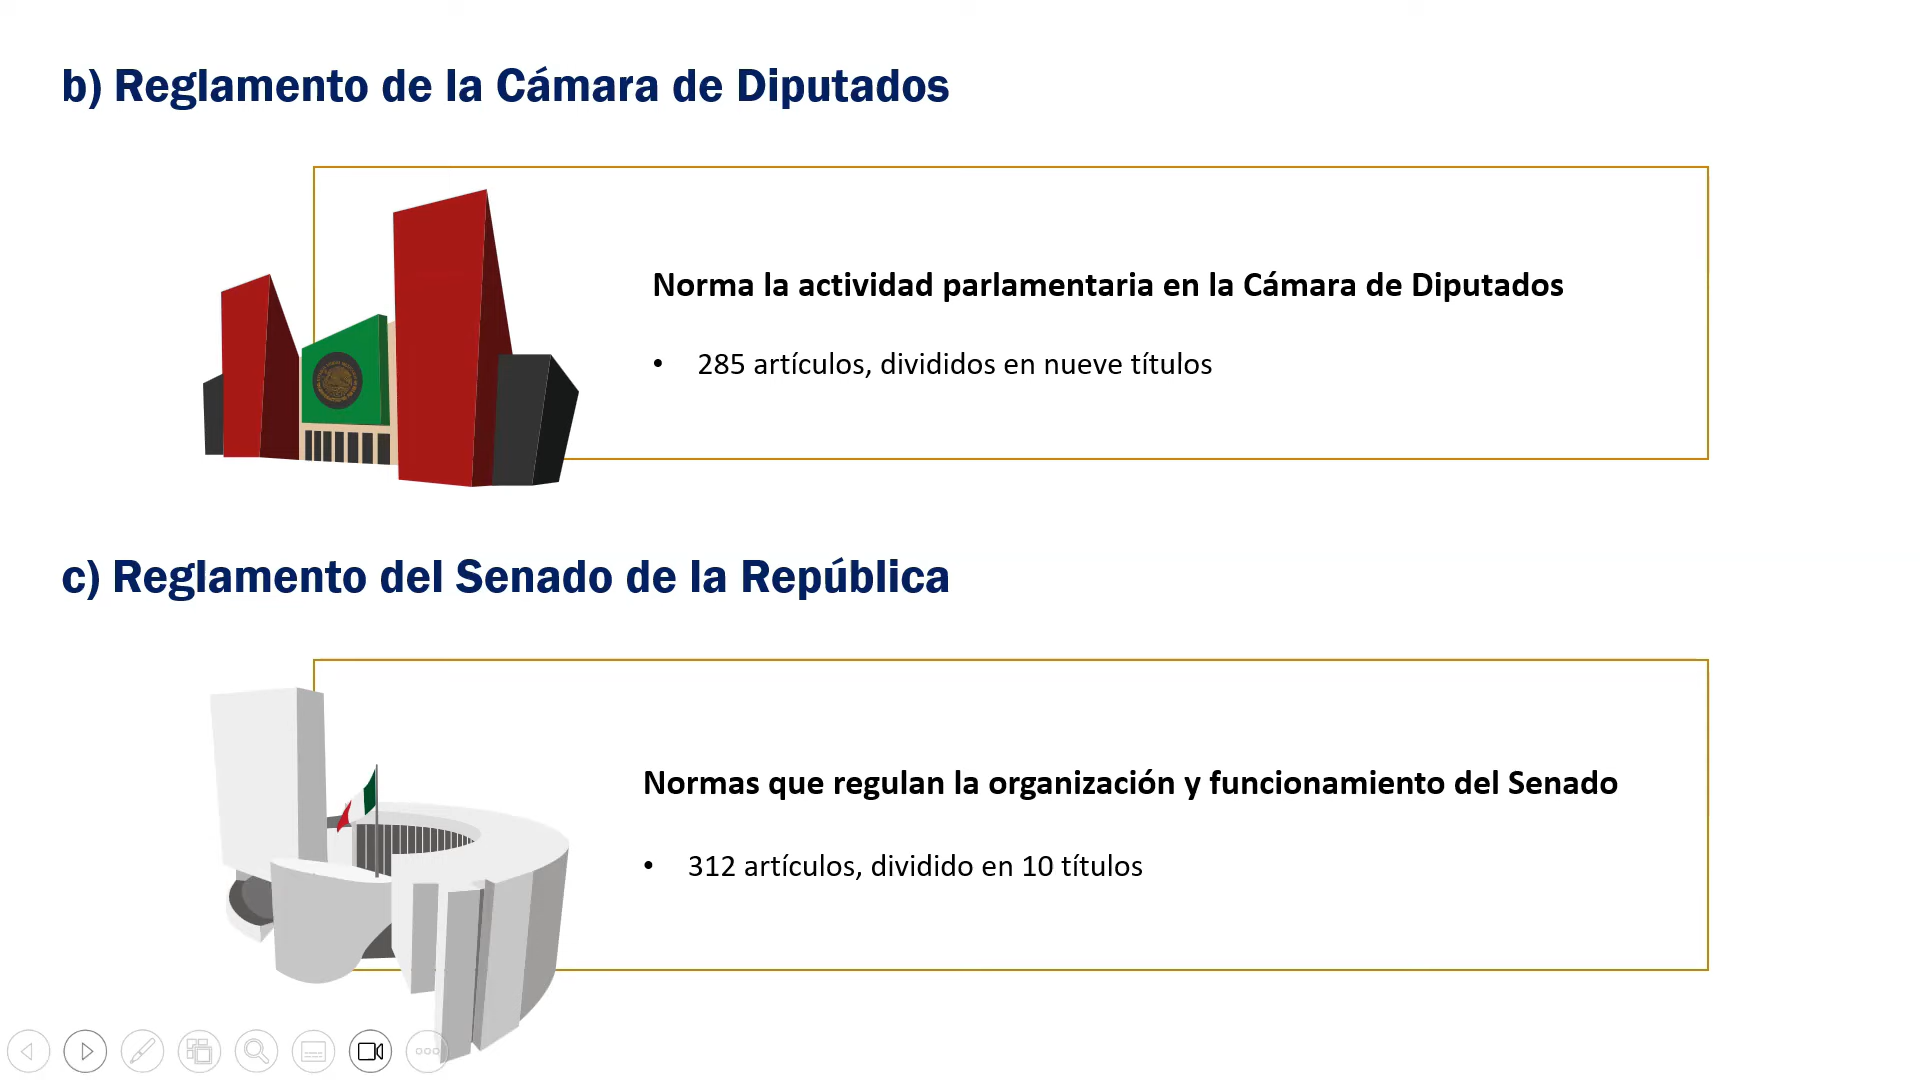 b) Reglamento de la Cámara de Diputados
Norma la actividad parlamentaria en la Cámara de Diputados
• 285 artículos, divididos en nueve títulos
c) Reglamento del Senado de la República
Normas que regulan la organización y funcionamiento del Senado
• 312 artículos, dividido en 10 títulos